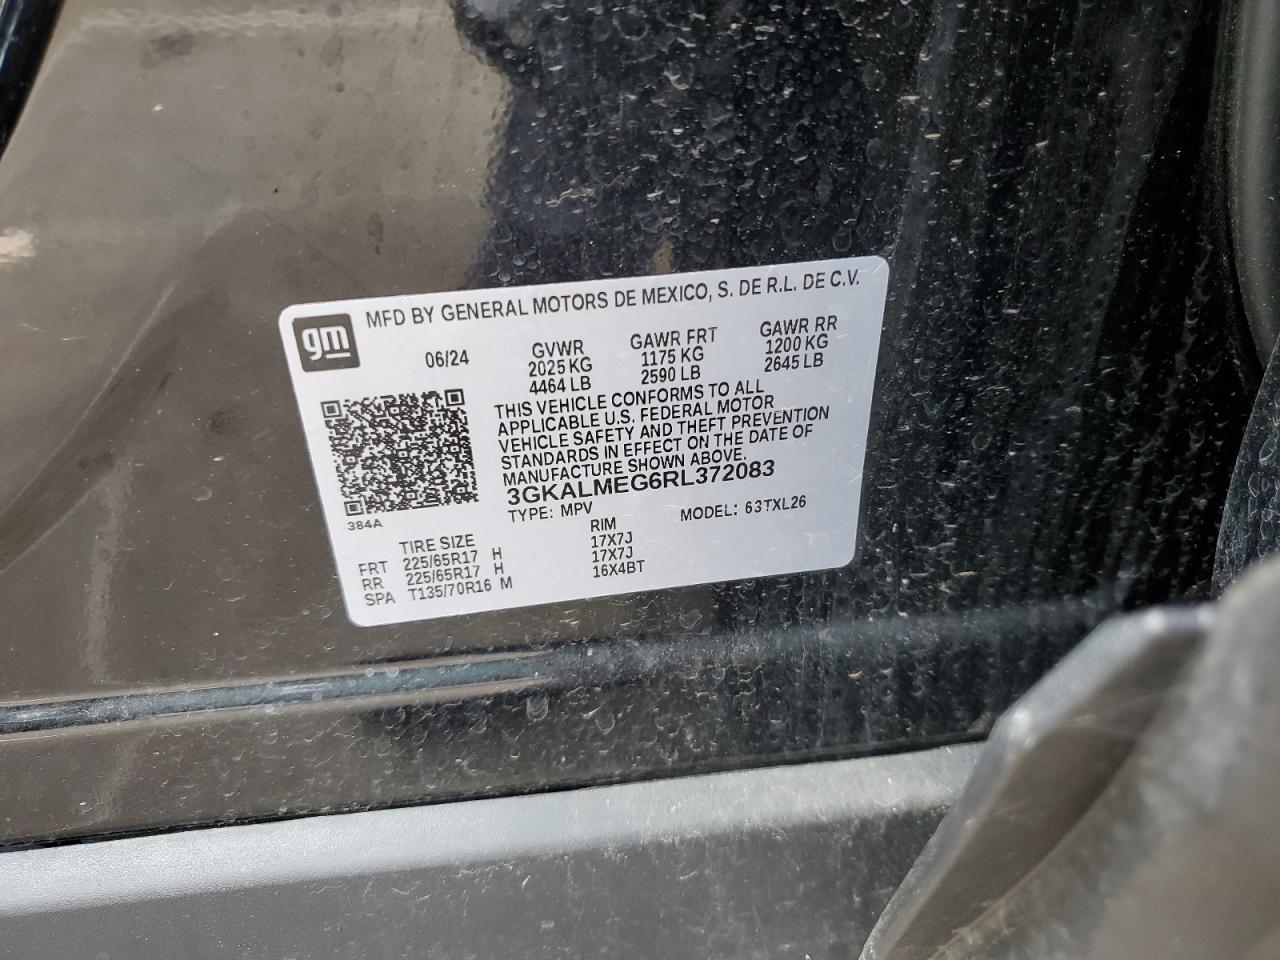 MFD BY GENERAL MOTORS DE MEXICO, S. DE R.L. DE C.V.
gm
06/24
GVWR
2025 KG
4464 LB
GAWR FRT
1175 KG
2590 LB
GAWR RR
1200 KG
2645 LB
THIS VEHICLE CONFORMS TO ALL
APPLICABLE U.S. FEDERAL MOTOR
VEHICLE SAFETY AND THEFT PREVENTION
STANDARDS IN EFFECT ON THE DATE OF
MANUFACTURE SHOWN ABOVE.
3GKALMEG6RL372083
TYPE: MPV MODEL: 63TXL26
384A
TIRE SIZE RIM
FRT 225/65R17 H 17X7J
RR 225/65R17 H 17X7J
SPA T135/70R16 M 16X4BT